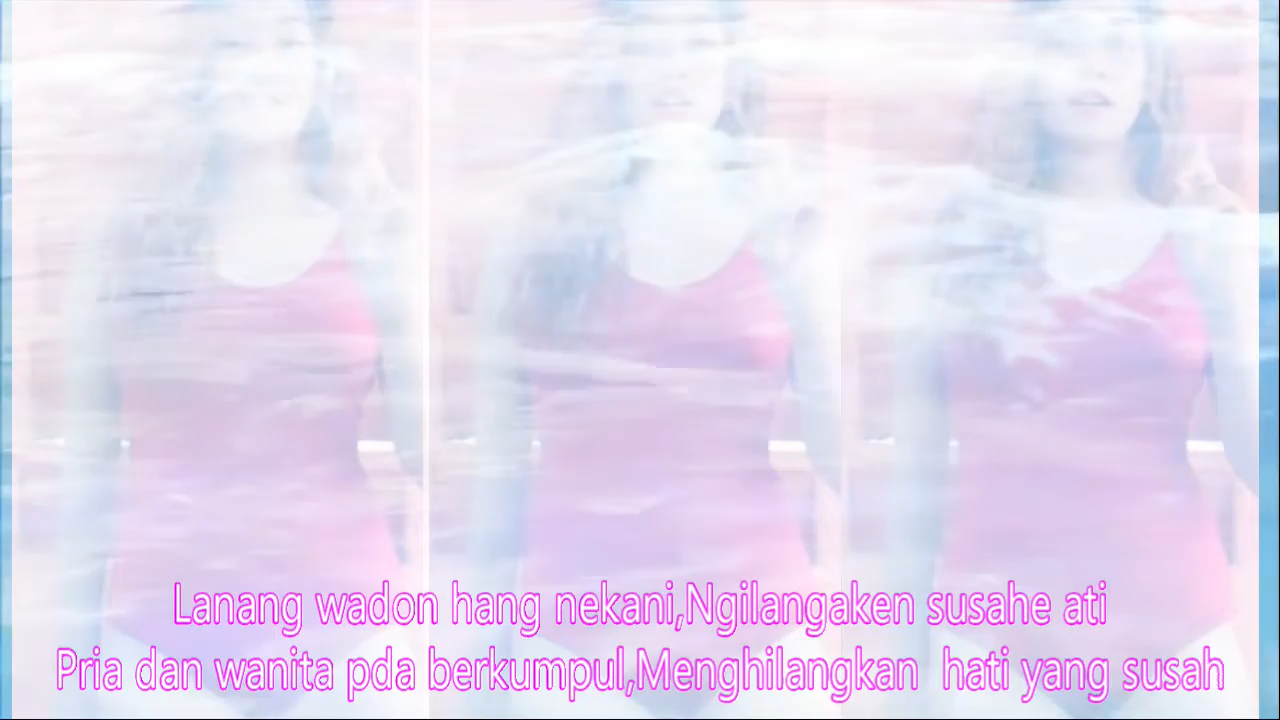 Lanang wadon hang nekani,Ngilangaken susahe ati
Pria dan wanita pda berkumpul,Menghilangkan  hati yang susah